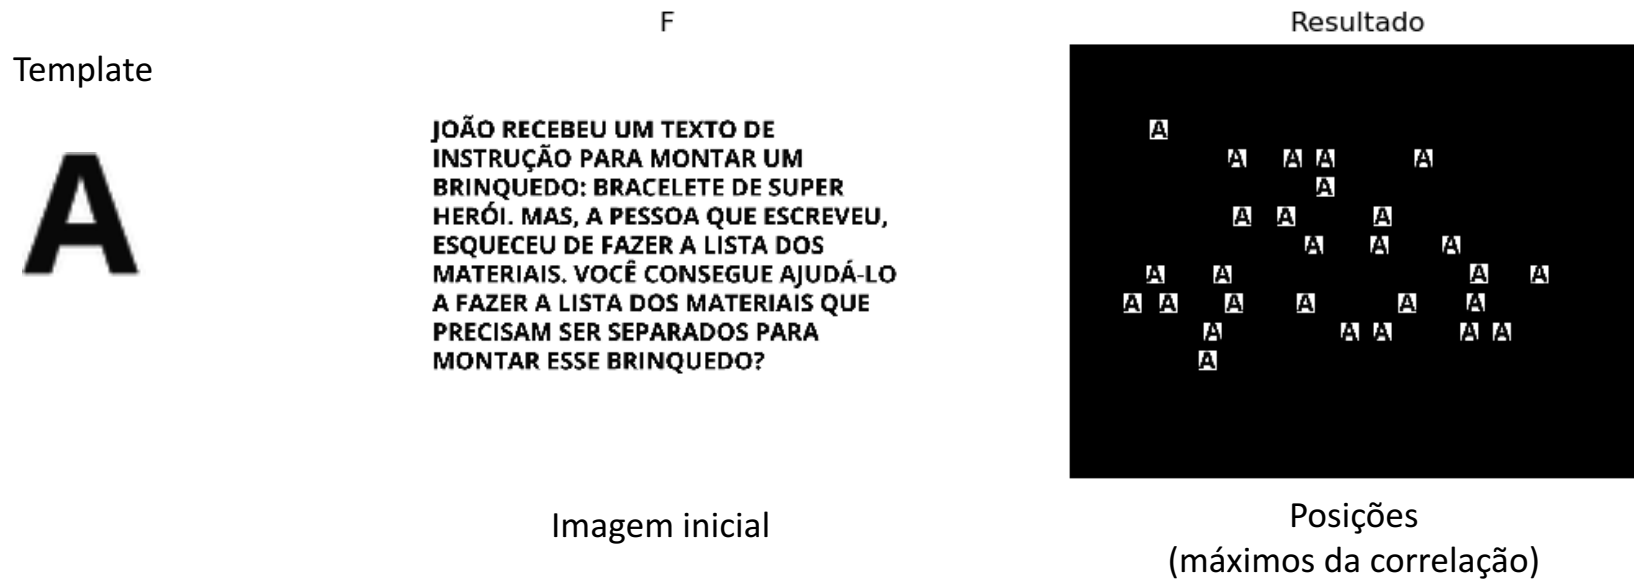 F
Resultado
Template
A
JOÃO RECEBEU UM TEXTO DE
INSTRUÇÃO PARA MONTAR UM
BRINQUEDO: BRACELETE DE SUPER
HERÓI. MAS, A PESSOA QUE ESCREVEU,
ESQUECEU DE FAZER A LISTA DOS
MATERIAIS. VOCÊ CONSEGUE AJUDÁ-LO
A FAZER A LISTA DOS MATERIAIS QUE
PRECISAM SER SEPARADOS PARA
MONTAR ESSE BRINQUEDO?
A
A A A A
A
A A A
A A A
A A A A
A A A A A A
A A A A A
A
Imagem inicial
Posições
(máximos da correlação)